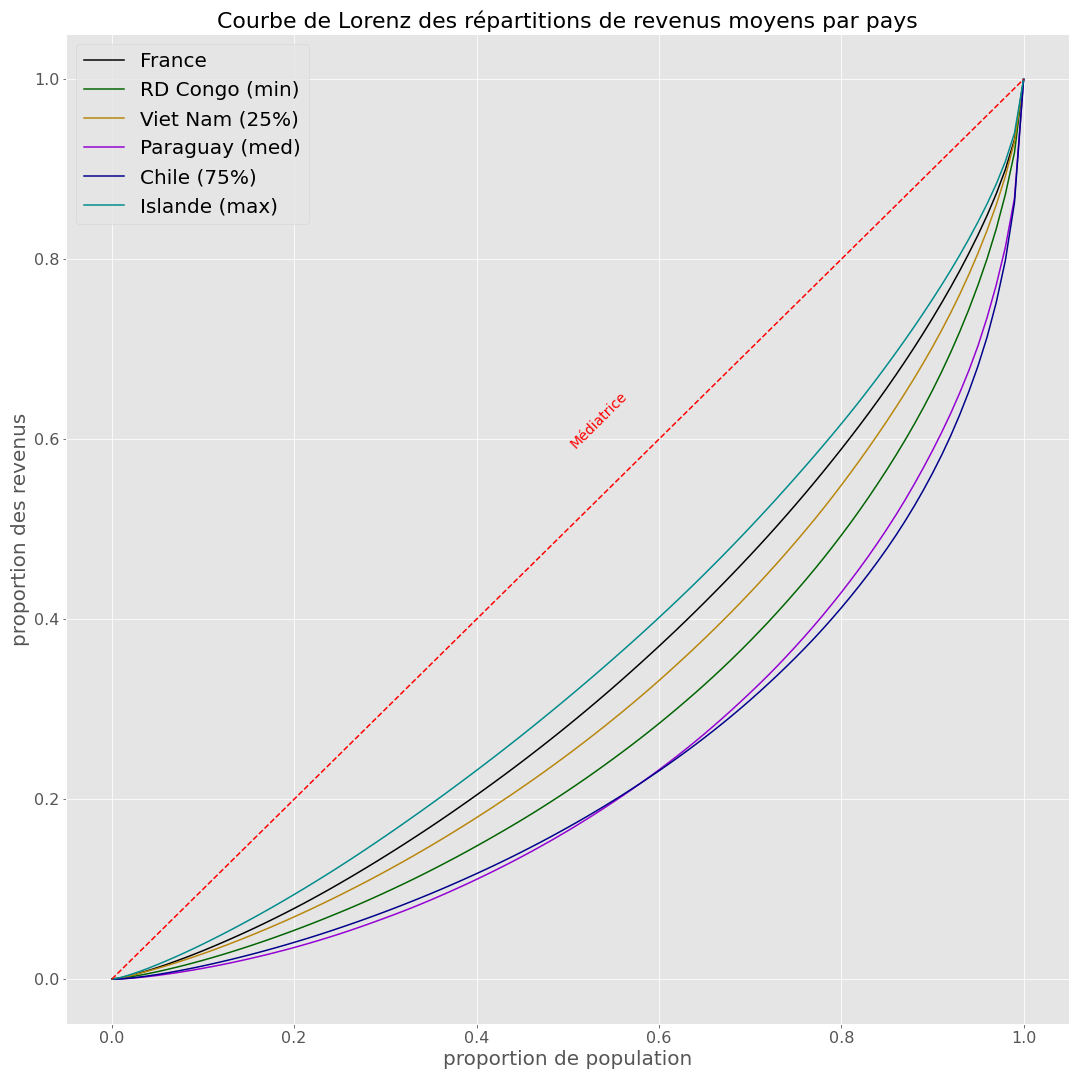 Courbe de Lorenz des répartitions de revenus moyens par pays
France
RD Congo (min)
Viet Nam (25%)
Paraguay (med)
Chile (75%)
Islande (max)
1.0
0.8
0.6
0.4
0.2
0.0
proportion des revenus
Médiatrice
0.0
0.2
0.4
0.6
0.8
1.0
proportion de population